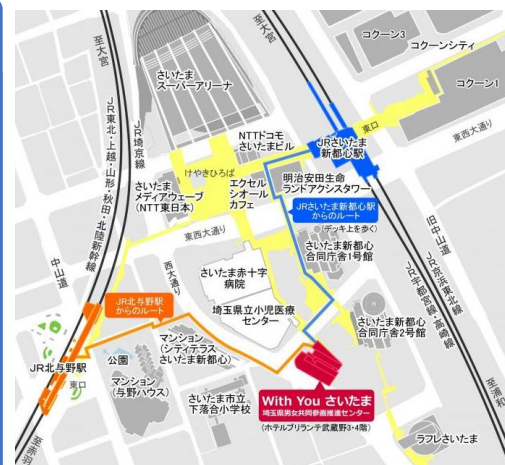 至大宮
至大宮
コクーン3
コクーンシティ
コクーン1
さいたま
スーパーアリーナ
JR埼京線
JR東北・上越・山形・秋田・北陸新幹線
NTTドコモ
さいたまビル
東口
JRさいたま
新都心駅
東西大通り
けやきひろば
明治安田生命
ランドアクシスタワー
さいたま
メディアウェーブ
(NTT東日本)
エクセル
シオール
カフェ
JRさいたま新都心駅
からのルート
(デッキ上を歩く)
旧中山道
中山道
東西大通り
西大通り
さいたま新都心
合同庁舎1号館
JR京浜東北線
JR宇都宮線・高崎線
さいたま赤十字
病院
JR北与野駅
からのルート
埼玉県立小児医療
センター
さいたま新都心
合同庁舎2号館
JR北与野駅
東口
公園
マンション
(シティテラス
さいたま新都心)
マンション
(与野ハウス)
さいたま市立
下落合小学校
With You さいたま
埼玉県男女共同参画推進センター
(ホテルブリランテ武蔵野3・4階)
ラフレさいたま
至赤羽
至浦和